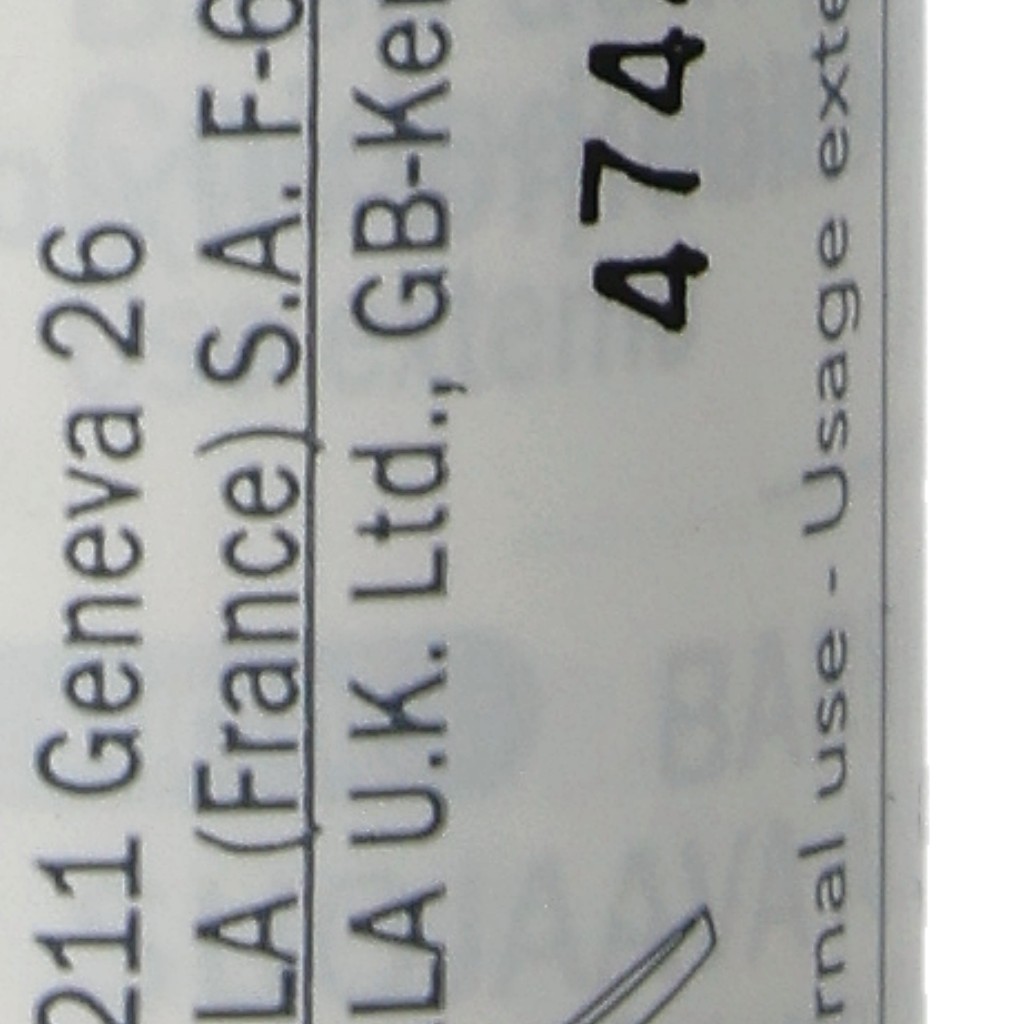 211 Geneva 26
LA (France) S.A. F-6
LA U.K. Ltd., GB-Ke
474
rnal use - Usage exte